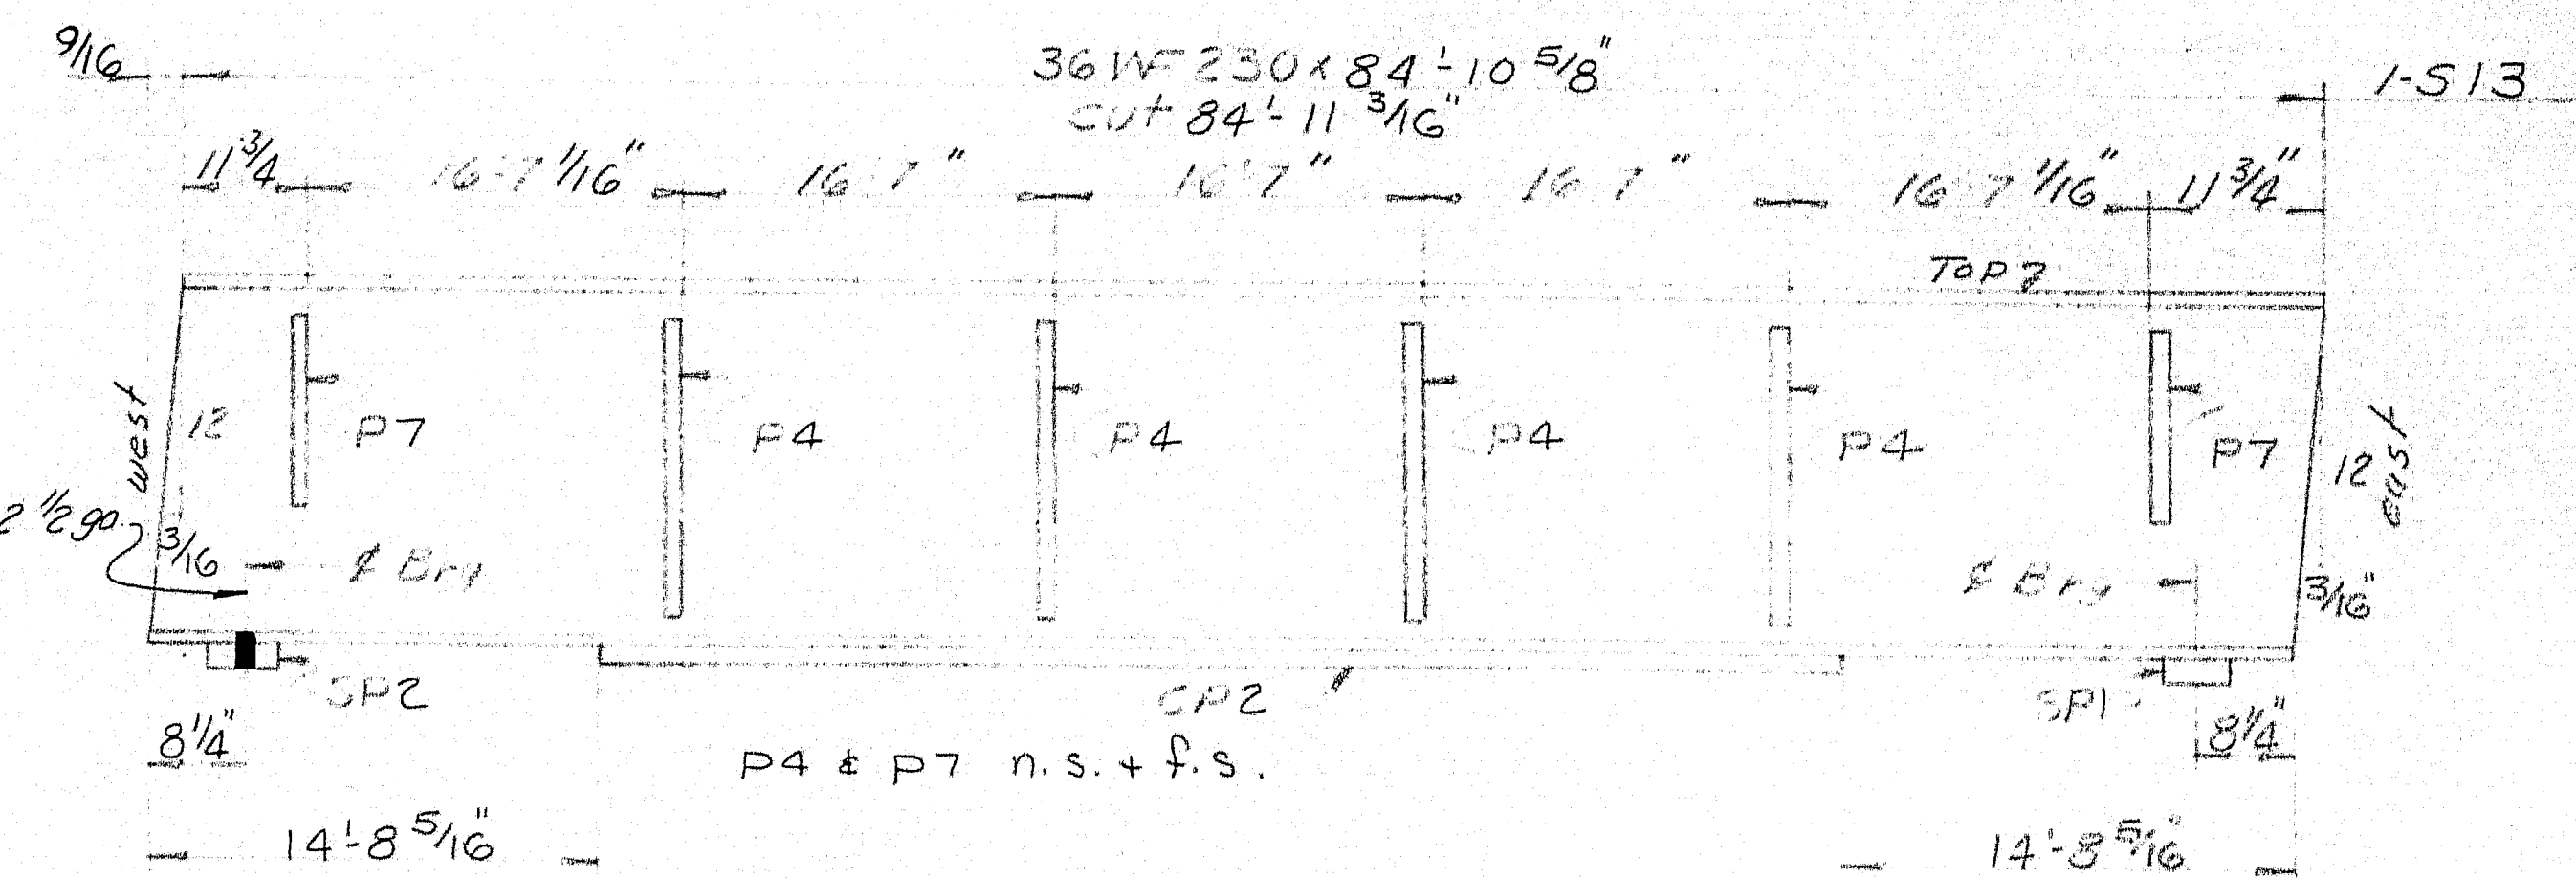 9/16
36 WF 230 x 84'-10 5/8"
cut 84'-11 3/16"
1-S13
11 3/4
16-7 1/16"
16 7"
16-7"
16 7"
16 7 1/16"
11 3/4"
TOP
west
12
P7
P4
P4
P4
P4
P7
12
east
2 1/2 ga.
3/16
℄ Brg
℄ Brg
3/16"
SP2
CP2
SP1
8 1/4"
8 1/4"
P4 & P7 n.s. + f.s.
14'-8 5/16"
14'-8 5/16"